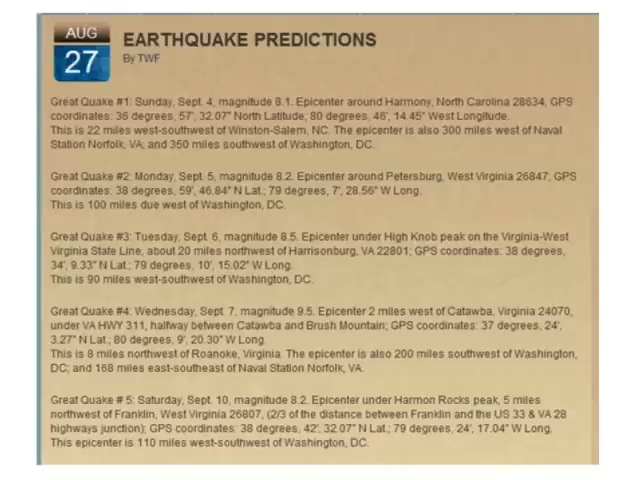 AUG
27
EARTHQUAKE PREDICTIONS
By TWF
Great Quake #1: Sunday, Sept. 4, magnitude 8.1. Epicenter around Harmony, North Carolina 28634, GPS
coordinates: 36 degrees, 57', 32.07" North Latitude; 80 degrees, 46', 14.45" West Longitude.
This is 22 miles west-southwest of Winston-Salem, NC. The epicenter is also 300 miles west of Naval
Station Norfolk, VA, and 350 miles southwest of Washington, DC.
Great Quake #2: Monday, Sept. 5, magnitude 8.2. Epicenter around Petersburg, West Virginia 26847, GPS
coordinates: 38 degrees, 59', 46.84" N Lat.; 79 degrees, 7', 28.56" W Long.
This is 100 miles due west of Washington, DC.
Great Quake #3: Tuesday, Sept. 6, magnitude 8.5. Epicenter under High Knob peak on the Virginia-West
Virginia State Line, about 20 miles northwest of Harrisonburg, VA 22801; GPS coordinates: 38 degrees,
34', 9.33" N Lat.; 79 degrees, 10', 15.02" W Long.
This is 90 miles west-southwest of Washington, DC.
Great Quake #4: Wednesday, Sept. 7, magnitude 9.5. Epicenter 2 miles west of Catawba, Virginia 24070,
under VA HWY 311, halfway between Catawba and Brush Mountain; GPS coordinates: 37 degrees, 24',
3.27" N Lat.; 80 degrees, 9', 20.30" W Long.
This is 8 miles northwest of Roanoke, Virginia. The epicenter is also 200 miles southwest of Washington,
DC; and 168 miles east-southeast of Naval Station Norfolk, VA.
Great Quake # 5: Saturday, Sept. 10, magnitude 8.2. Epicenter under Harmon Rocks peak, 5 miles
northwest of Franklin, West Virginia 26807, (2/3 of the distance between Franklin and the US 33 & VA 28
highways junction); GPS coordinates: 38 degrees, 42', 32.07" N Lat.; 79 degrees, 24', 17.04" W Long.
This epicenter is 110 miles west-southwest of Washington, DC.